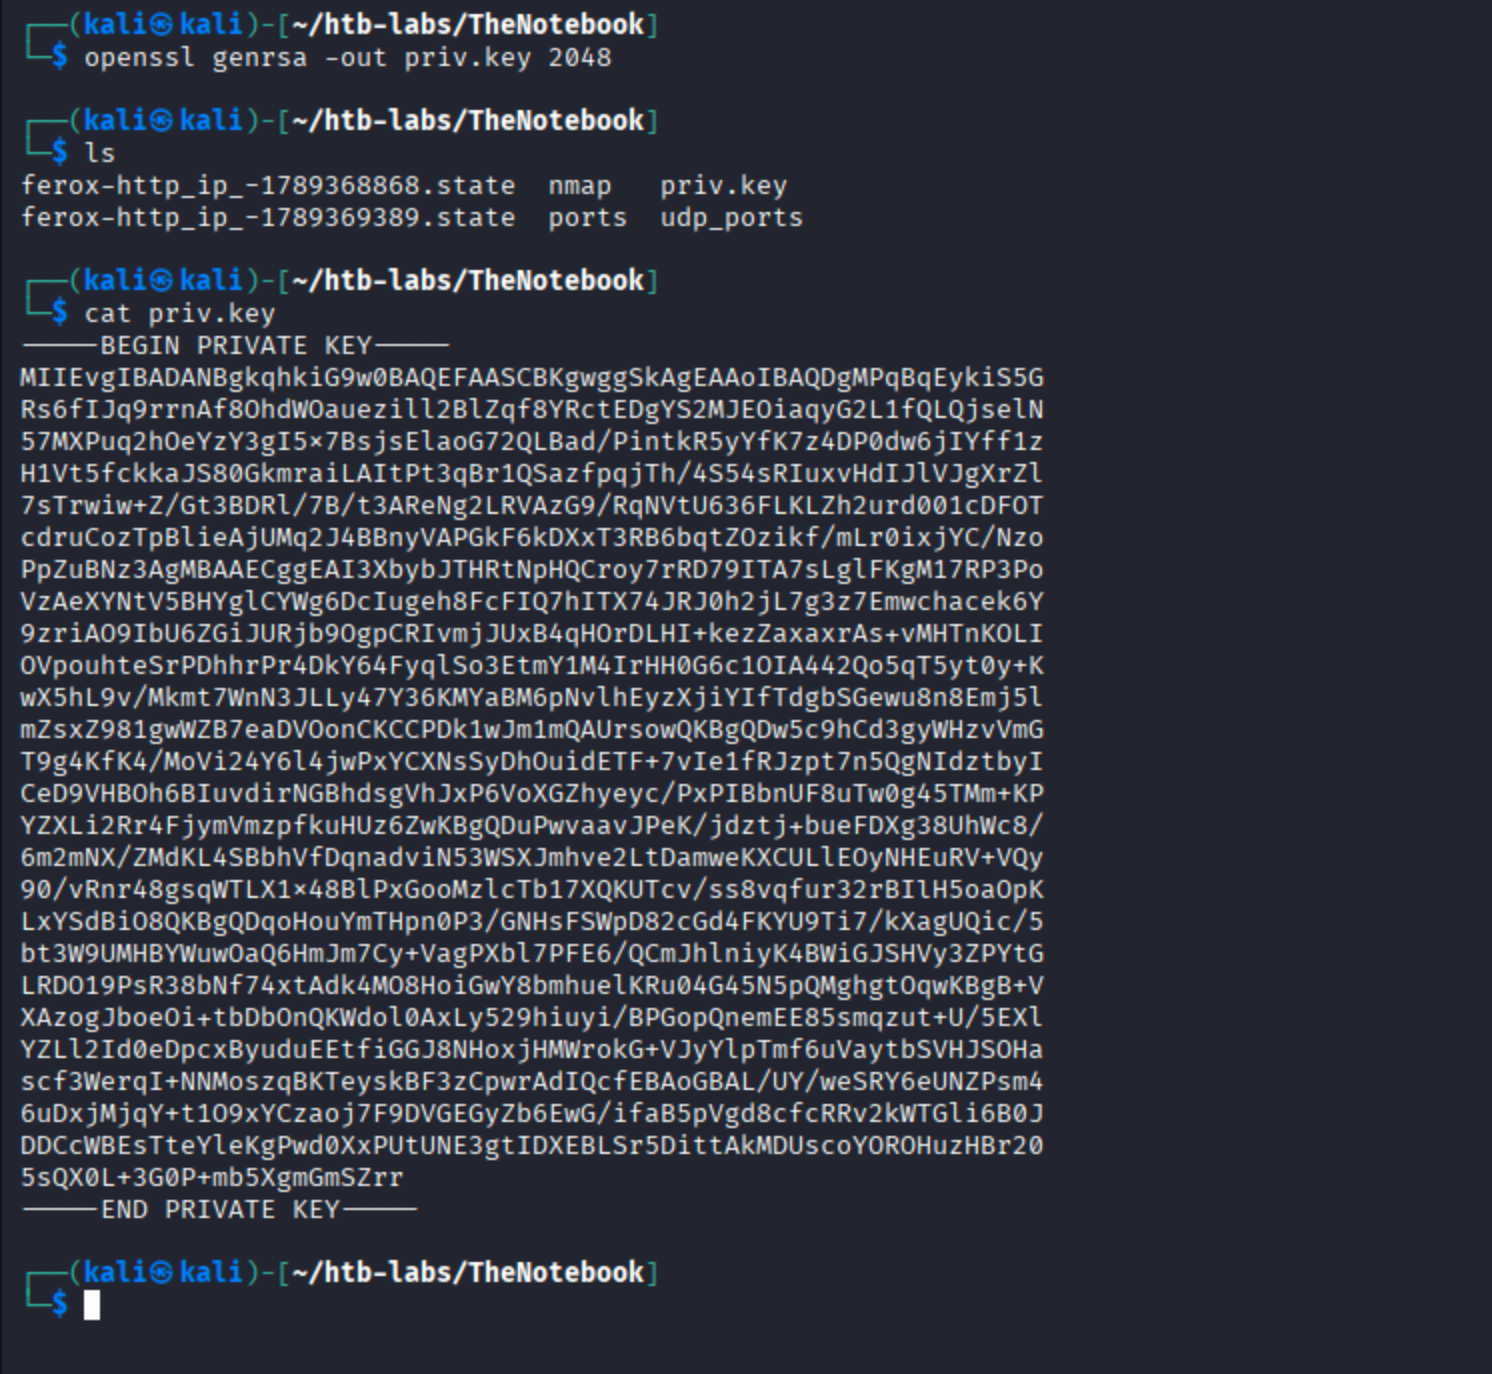 ┌──(kali㉿kali)-[~/htb-labs/TheNotebook]
└─$ openssl genrsa -out priv.key 2048
┌──(kali㉿kali)-[~/htb-labs/TheNotebook]
└─$ ls
ferox-http_ip_-1789368868.state  nmap   priv.key
ferox-http_ip_-1789369389.state  ports  udp_ports
┌──(kali㉿kali)-[~/htb-labs/TheNotebook]
└─$ cat priv.key
-----BEGIN PRIVATE KEY-----
MIIEvgIBADANBgkqhkiG9w0BAQEFAASCBKgwggSkAgEAAoIBAQDgMPqBqEykiS5G
Rs6fIJq9rrnAf8OhdWOauezill2BlZqf8YRctEDgYS2MJEOiaqyG2L1fQLQjselN
57MXPuq2hOeYzY3gI5×7BsjsElaoG72QLBad/PintkR5yYfK7z4DP0dw6jIYff1z
H1Vt5fckkaJS80GkmraiLAItPt3qBr1QSazfpqjTh/4S54sRIuxvHdIJlVJgXrZl
7sTrwiw+Z/Gt3BDRl/7B/t3AReNg2LRVAzG9/RqNVtU636FLKLZh2urd001cDFOT
cdruCozTpBlieAjUMq2J4BBnyVAPGkF6kDXxT3RB6bqtZOzikf/mLr0ixjYC/Nzo
PpZuBNz3AgMBAAECggEAI3XbybJTHRtNpHQCroy7rRD79ITA7sLglFKgM17RP3Po
VzAeXYNtV5BHYglCYWg6DcIugeh8FcFIQ7hITX74JRJ0h2jL7g3z7Emwchacek6Y
9zriAO9IbU6ZGiJURjb9OgpCRIvmjJUxB4qHOrDLHI+kezZaxaxrAs+vMHTnKOLI
OVpouhteSrPDhhrPr4DkY64FyqlSo3EtmY1M4IrHH0G6c1OIA442Qo5qT5yt0y+K
wX5hL9v/Mkmt7WnN3JLLy47Y36KMYaBM6pNvlhEyzXjiYIfTdgbSGewu8n8Emj5l
mZsxZ981gwWZB7eaDVOonCKCCPDk1wJm1mQAUrsowQKBgQDw5c9hCd3gyWHzvVmG
T9g4KfK4/MoVi24Y6l4jwPxYCXNsSyDhOuidETF+7vIe1fRJzpt7n5QgNIdztbyI
CeD9VHBOh6BIuvdirNGBhdsgVhJxP6VoXGZhyeyc/PxPIBbnUF8uTw0g45TMm+KP
YZXLi2Rr4FjymVmzpfkuHUz6ZwKBgQDuPwvaavJPeK/jdztj+bueFDXg38UhWc8/
6m2mNX/ZMdKL4SBbhVfDqnadviN53WSXJmhve2LtDamweKXCULlEOyNHEuRV+VQy
90/vRnr48gsqWTLX1×48BlPxGooMzlcTb17XQKUTcv/ss8vqfur32rBIlH5oaOpK
LxYSdBiO8QKBgQDqoHouYmTHpn0P3/GNHsFSWpD82cGd4FKYU9Ti7/kXagUQic/5
bt3W9UMHBYWuwOaQ6HmJm7Cy+VagPXbl7PFE6/QCmJhlniyK4BWiGJSHVy3ZPYtG
LRDO19PsR38bNf74xtAdk4MO8HoiGwY8bmhuelKRu04G45N5pQMghgtOqwKBgB+V
XAzogJboeOi+tbDbOnQKWdol0AxLy529hiuyi/BPGopQnemEE85smqzut+U/5EXl
YZLl2Id0eDpcxByuduEEtfiGGJ8NHoxjHMWrokG+VJyYlpTmf6uVaytbSVHJSOHa
scf3WerqI+NNMoszqBKTeyskBF3zCpwrAdIQcfEBAoGBAL/UY/weSRY6eUNZPsm4
6uDxjMjqY+t1O9xYCzaoj7F9DVGEGyZb6EwG/ifaB5pVgd8cfcRRv2kWTGli6B0J
DDCcWBEsTteYleKgPwd0XxPUtUNE3gtIDXEBLSr5DittAkMDUscoYOROHuzHBr20
5sQX0L+3G0P+mb5XgmGmSZrr
-----END PRIVATE KEY-----
┌──(kali㉿kali)-[~/htb-labs/TheNotebook]
└─$